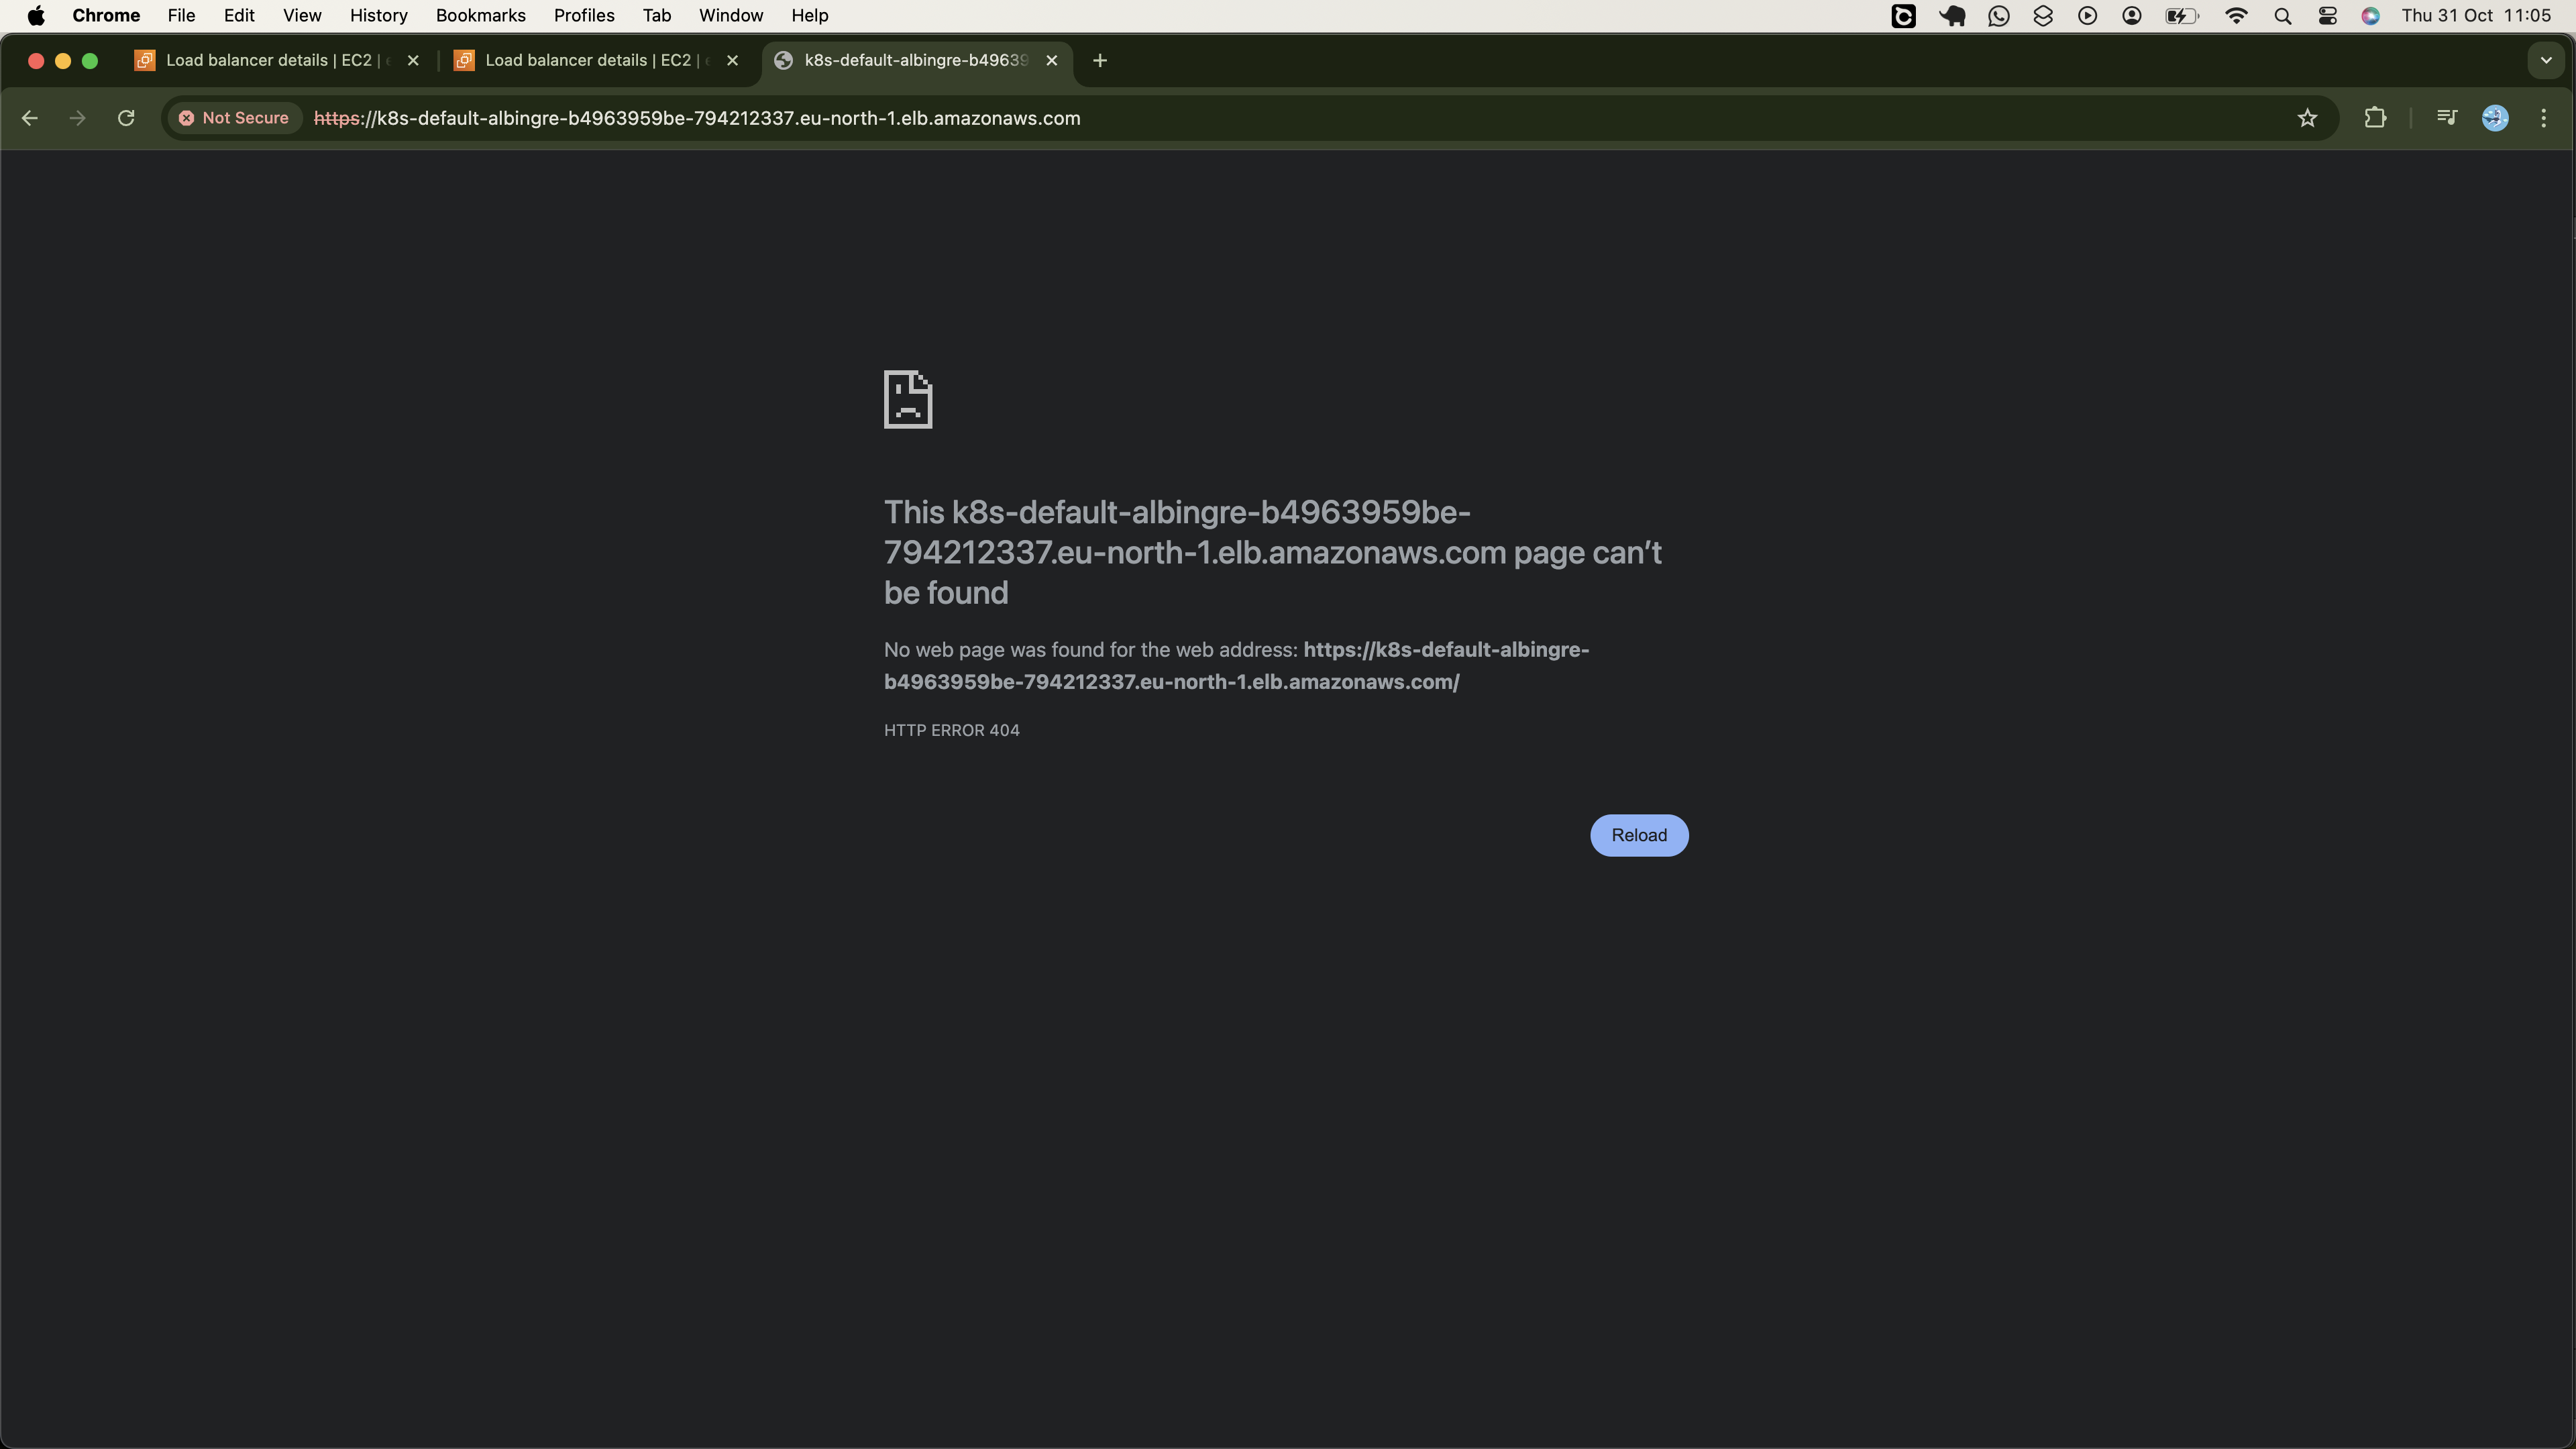 Chrome File Edit View History Bookmarks Profiles Tab Window Help Thu 31 Oct 11:05
Load balancer details | EC2 | Load balancer details | EC2 | k8s-default-albingre-b49639
Not Secure https://k8s-default-albingre-b4963959be-794212337.eu-north-1.elb.amazonaws.com
This k8s-default-albingre-b4963959be-
794212337.eu-north-1.elb.amazonaws.com page can’t
be found
No web page was found for the web address: https://k8s-default-albingre-
b4963959be-794212337.eu-north-1.elb.amazonaws.com/
HTTP ERROR 404
Reload